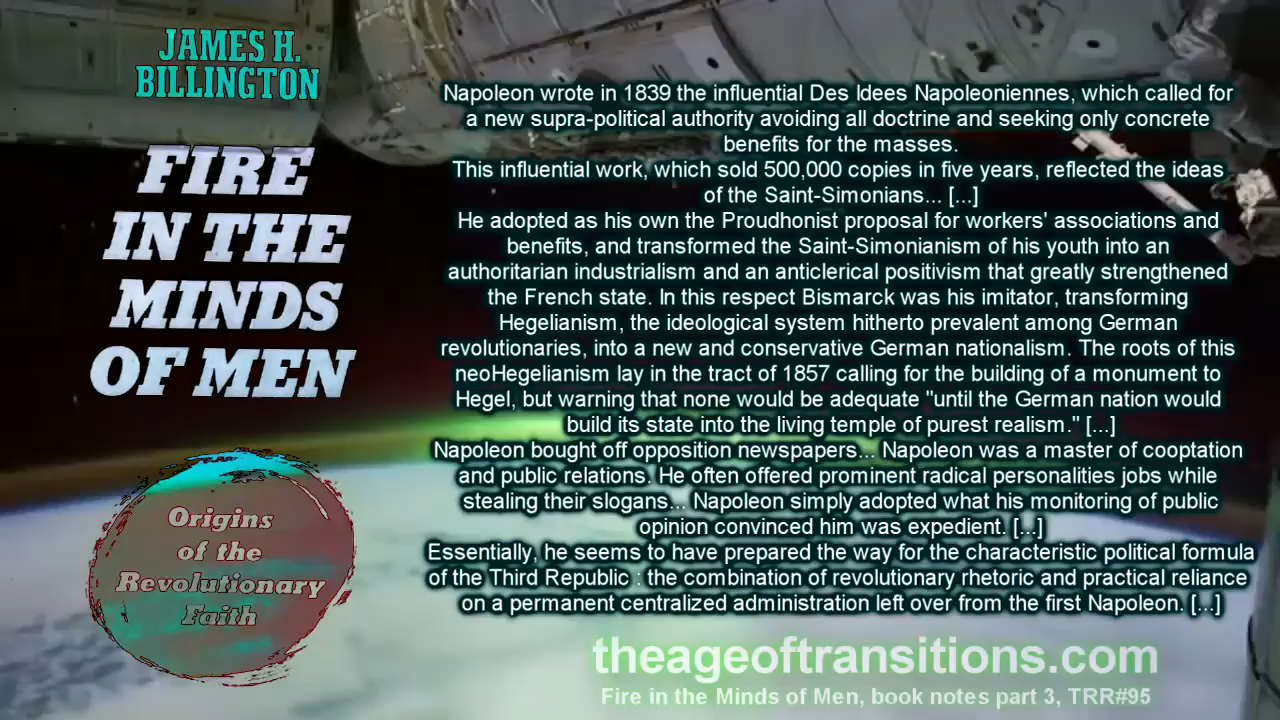 JAMES H.
BILLINGTON
FIRE
IN THE
MINDS
OF MEN
Origins
of the
Revolutionary
Faith
Napoleon wrote in 1839 the influential Des Idees Napoleoniennes, which called for
a new supra-political authority avoiding all doctrine and seeking only concrete
benefits for the masses.
This influential work, which sold 500,000 copies in five years, reflected the ideas
of the Saint-Simonians... [...]
He adopted as his own the Proudhonist proposal for workers' associations and
benefits, and transformed the Saint-Simonianism of his youth into an
authoritarian industrialism and an anticlerical positivism that greatly strengthened
the French state. In this respect Bismarck was his imitator, transforming
Hegelianism, the ideological system hitherto prevalent among German
revolutionaries, into a new and conservative German nationalism. The roots of this
neoHegelianism lay in the tract of 1857 calling for the building of a monument to
Hegel, but warning that none would be adequate "until the German nation would
build its state into the living temple of purest realism." [...]
Napoleon bought off opposition newspapers... Napoleon was a master of cooptation
and public relations. He often offered prominent radical personalities jobs while
stealing their slogans... Napoleon simply adopted what his monitoring of public
opinion convinced him was expedient. [...]
Essentially, he seems to have prepared the way for the characteristic political formula
of the Third Republic : the combination of revolutionary rhetoric and practical reliance
on a permanent centralized administration left over from the first Napoleon. [...]
theageoftransitions.com
Fire in the Minds of Men, book notes part 3, TRR#95